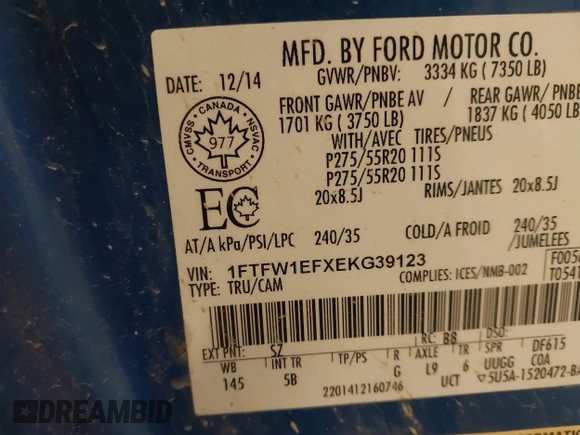 MFD. BY FORD MOTOR CO.
DATE: 12/14
GVWR/PNBV: 3334 KG ( 7350 LB)
FRONT GAWR/PNBE AV
1701 KG ( 3750 LB)
REAR GAWR/ PNBE
1837 KG ( 4050 LB
WITH/AVEC TIRES/PNEUS
P275/55R20 111S
P275/55R20 111S
20x8.5J
RIMS/JANTES 20x8.5J
CANADA
CMVSS NSVAC
977
TRANSPORT
EC
AT/A kPa/PSI/LPC 240/35
COLD/A FROID 240/35
/JUMELEES
VIN: 1FTFW1EFXEKG39123
TYPE: TRU/CAM
COMPLIES: ICES/NMB-002
EXT PNT: SZ
RC: B8 DSO:
WB INT TR TP/PS R AXLE TR SPR DF615
145 5B G L9 6 UUGG COA
UCT
2201412160746
5U5A-1520472-BA
DREAMBID